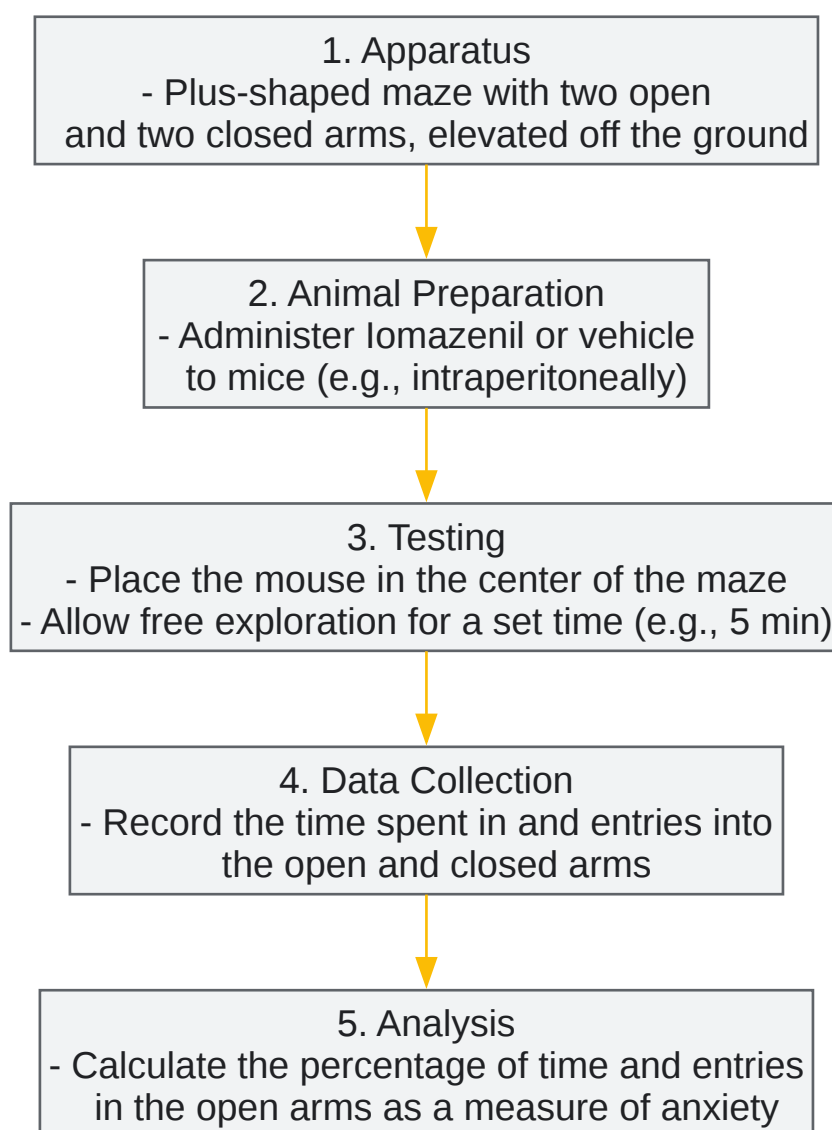 1. Apparatus
- Plus-shaped maze with two open
and two closed arms, elevated off the ground
2. Animal Preparation
- Administer Iomazenil or vehicle
to mice (e.g., intraperitoneally)
3. Testing
- Place the mouse in the center of the maze
- Allow free exploration for a set time (e.g., 5 min)
4. Data Collection
- Record the time spent in and entries into
the open and closed arms
5. Analysis
- Calculate the percentage of time and entries
in the open arms as a measure of anxiety